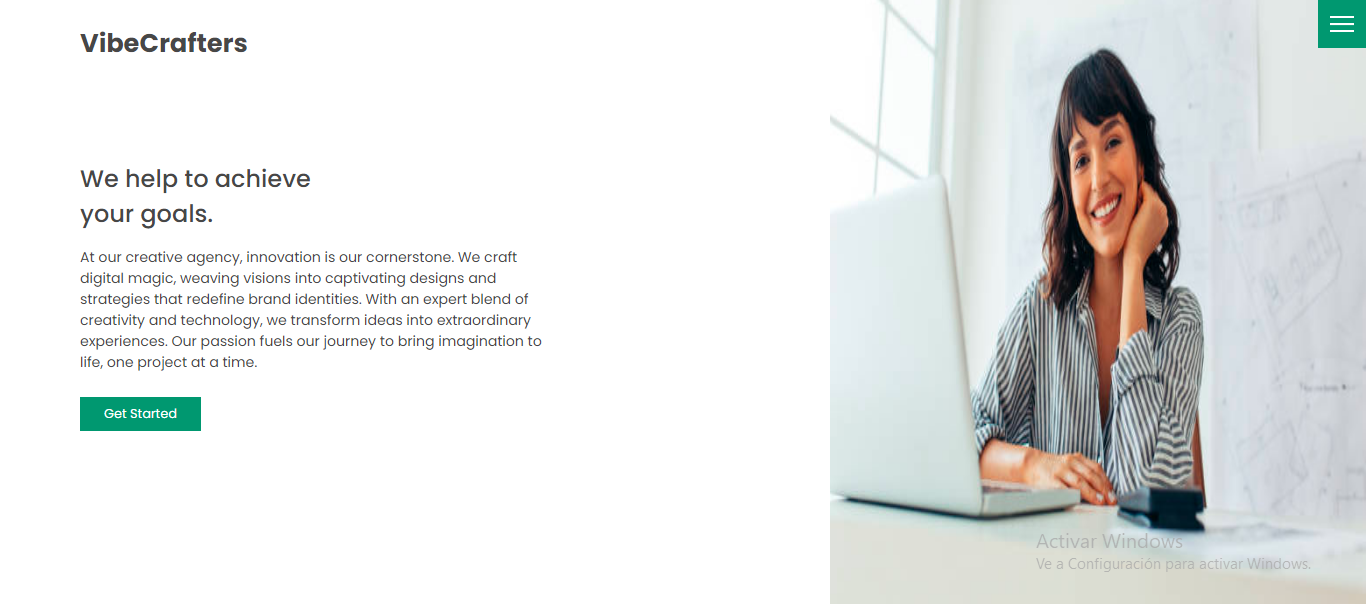 VibeCrafters
We help to achieve
your goals.
At our creative agency, innovation is our cornerstone. We craft
digital magic, weaving visions into captivating designs and
strategies that redefine brand identities. With an expert blend of
creativity and technology, we transform ideas into extraordinary
experiences. Our passion fuels our journey to bring imagination to
life, one project at a time.
Get Started
Activar Windows
Ve a Configuración para activar Windows.